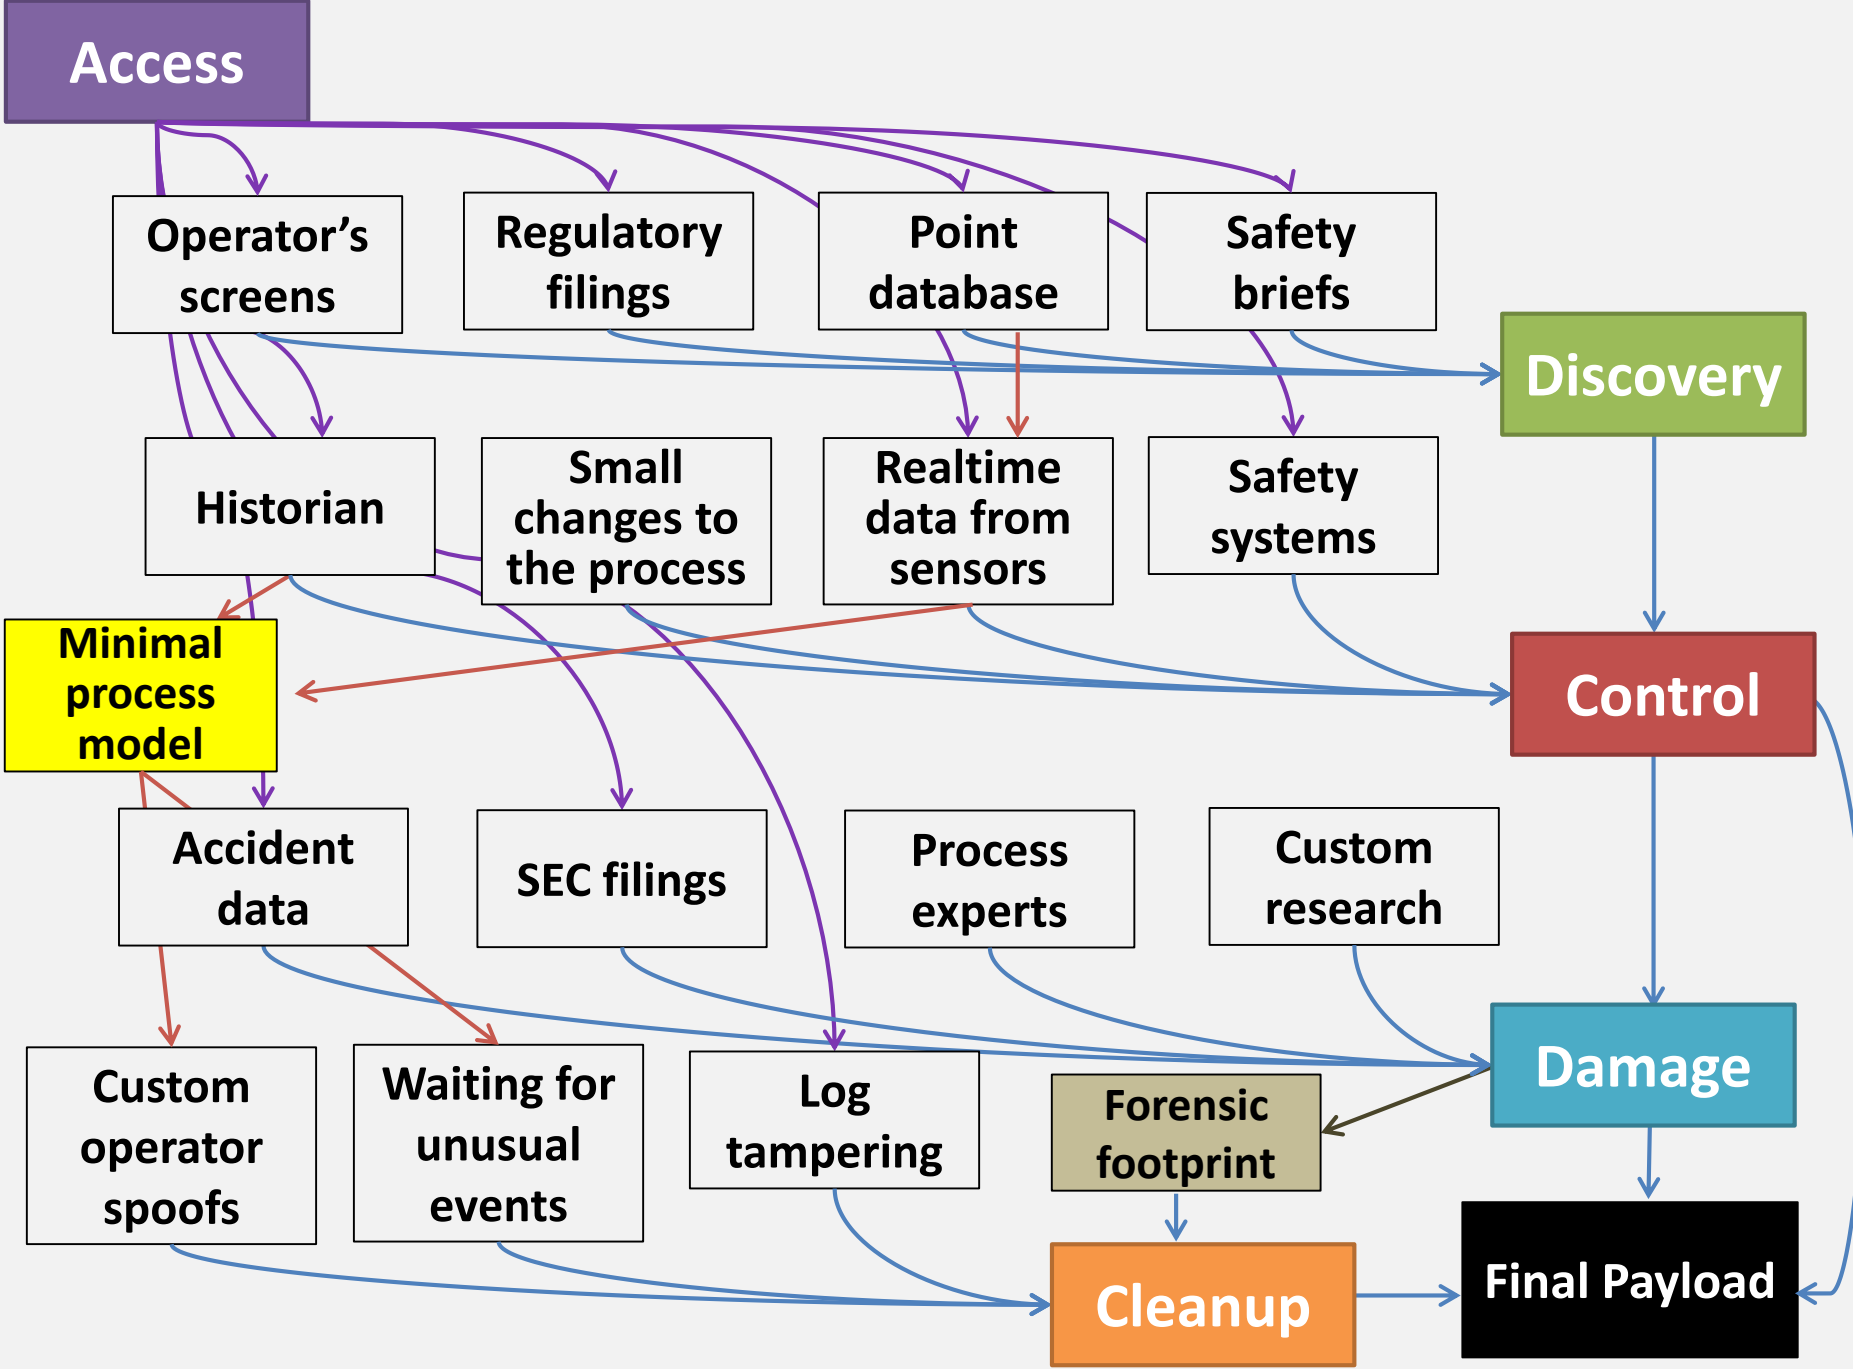 Access
Operator’s
screens
Regulatory
filings
Point
database
Safety
briefs
Discovery
Historian
Small
changes to
the process
Realtime
data from
sensors
Safety
systems
Minimal
process
model
Control
Accident
data
SEC filings
Process
experts
Custom
research
Custom
operator
spoofs
Waiting for
unusual
events
Log
tampering
Forensic
footprint
Damage
Cleanup
Final Payload